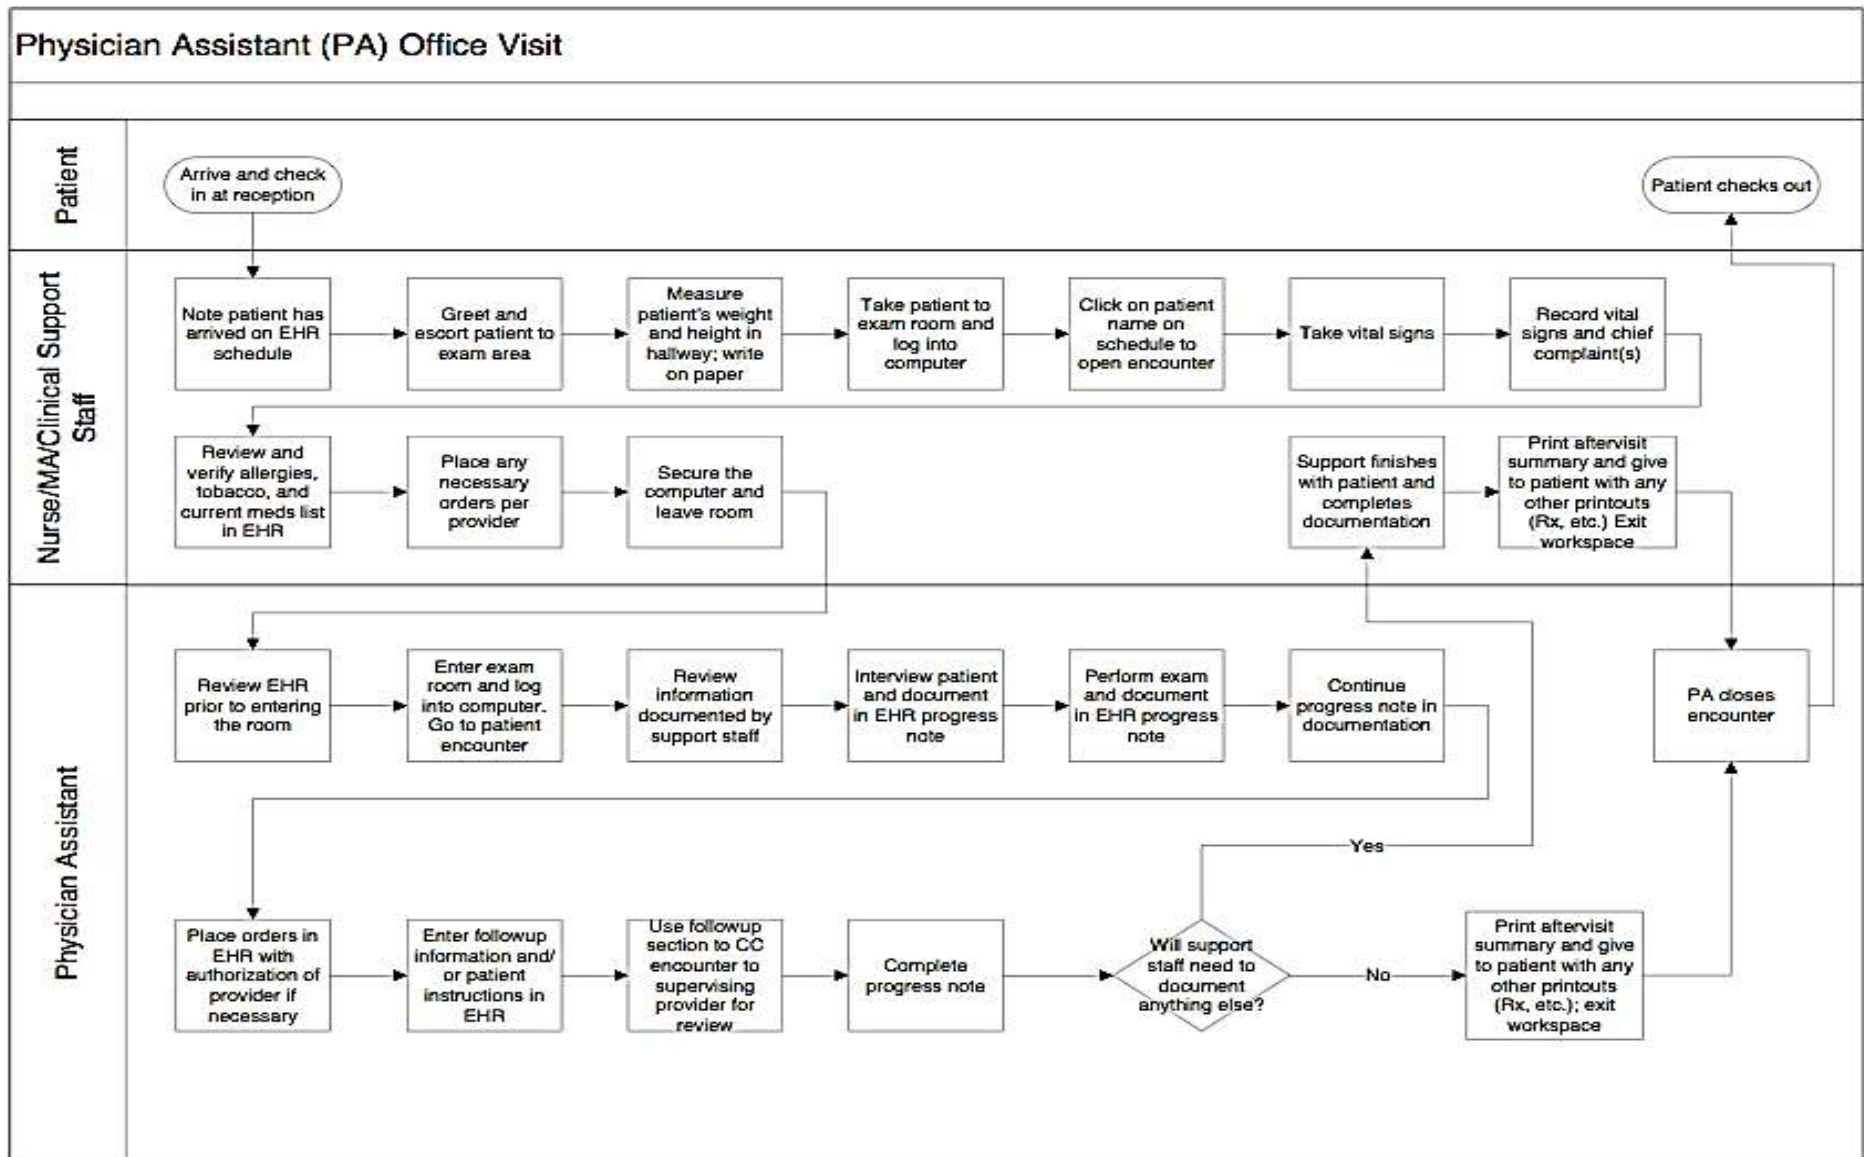 Physician Assistant (PA) Office Visit
Patient
Arrive and check
in at reception
Patient checks out
Nurse/MA/Clinical Support
Staff
Note patient has
arrived on EHR
schedule
Greet and
escort patient to
exam area
Measure
patient's weight
and height in
hallway; write
on paper
Take patient to
exam room and
log into
computer
Click on patient
name on
schedule to
open encounter
Take vital signs
Record vital
signs and chief
complaint(s)
Review and
verify allergies,
tobacco, and
current meds list
in EHR
Place any
necessary
orders per
provider
Secure the
computer and
leave room
Support finishes
with patient and
completes
documentation
Print aftervisit
summary and give
to patient with any
other printouts
(Rx, etc.) Exit
workspace
Physician Assistant
Review EHR
prior to entering
the room
Enter exam
room and log
into computer.
Go to patient
encounter
Review
information
documented by
support staff
Interview patient
and document
in EHR progress
note
Perform exam
and document
in EHR progress
note
Continue
progress note in
documentation
PA closes
encounter
Yes
Place orders in
EHR with
authorization of
provider if
necessary
Enter followup
information and/
or patient
instructions in
EHR
Use followup
section to CC
encounter to
supervising
provider for
review
Complete
progress note
Will support
staff need to
document
anything else?
No
Print aftervisit
summary and give
to patient with any
other printouts
(Rx, etc.); exit
workspace